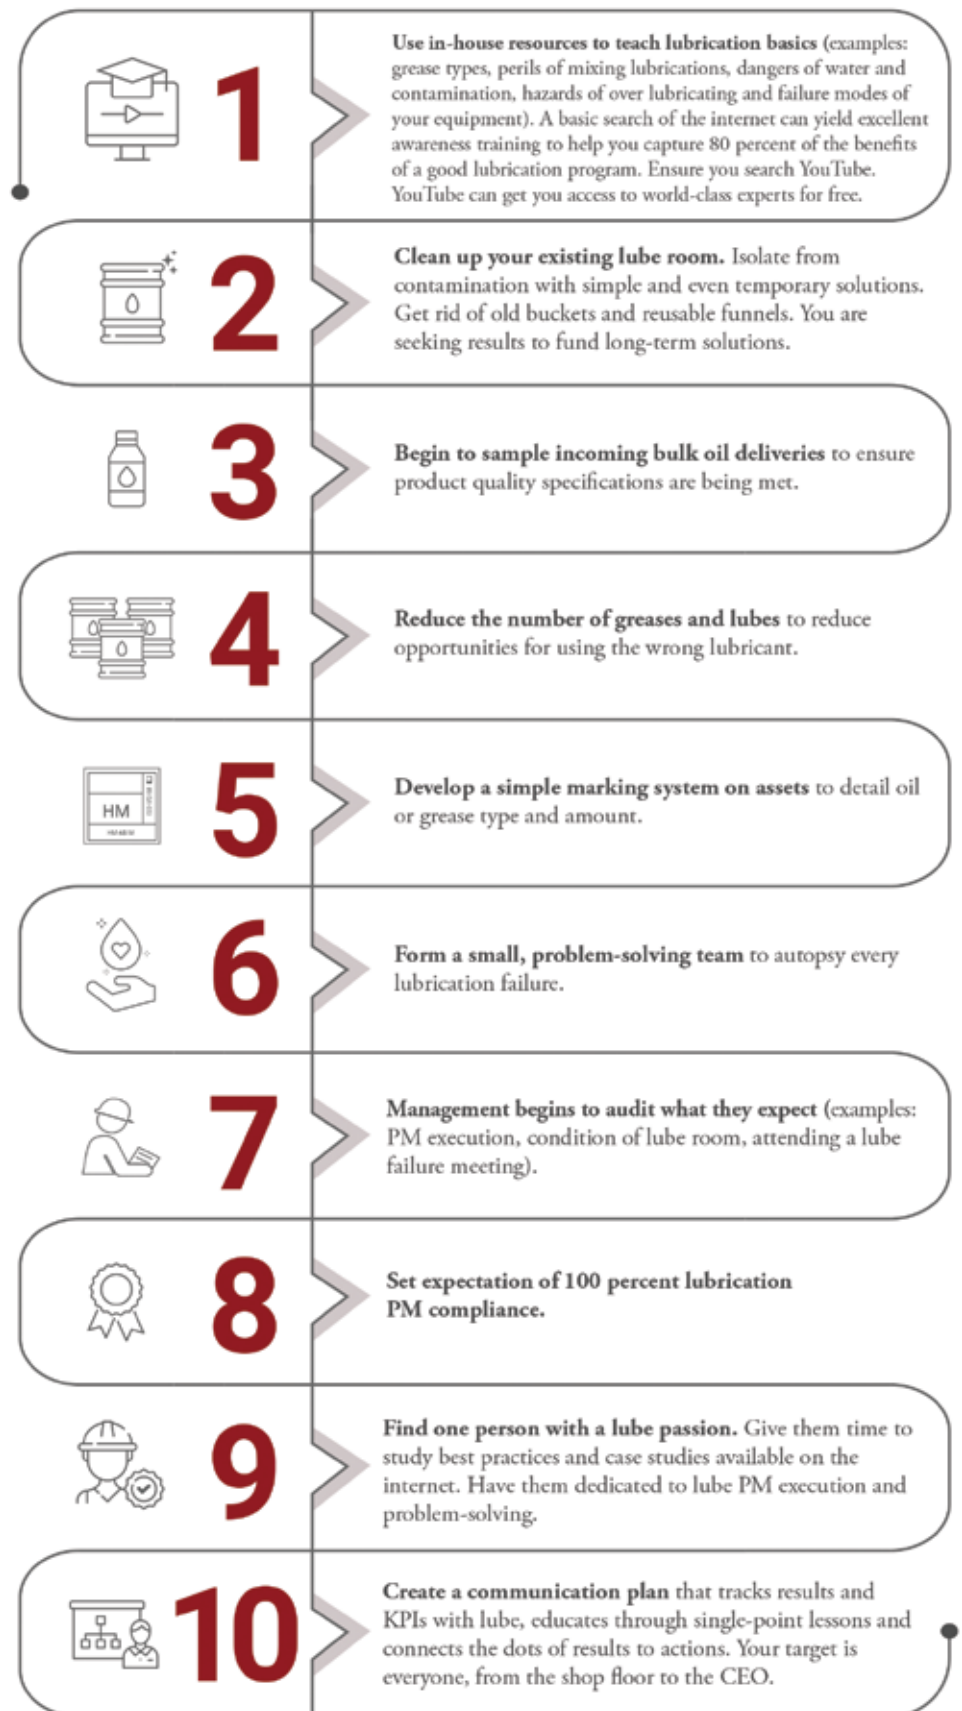 1
Use in-house resources to teach lubrication basics (examples:
grease types, perils of mixing lubrications, dangers of water and
contamination, hazards of over lubricating and failure modes of
your equipment). A basic search of the internet can yield excellent
awareness training to help you capture 80 percent of the benefits
of a good lubrication program. Ensure you search YouTube.
YouTube can get you access to world-class experts for free.
2
Clean up your existing lube room. Isolate from
contamination with simple and even temporary solutions.
Get rid of old buckets and reusable funnels. You are
seeking results to fund long-term solutions.
3
Begin to sample incoming bulk oil deliveries to ensure
product quality specifications are being met.
4
Reduce the number of greases and lubes to reduce
opportunities for using the wrong lubricant.
HM
5
Develop a simple marking system on assets to detail oil
or grease type and amount.
6
Form a small, problem-solving team to autopsy every
lubrication failure.
7
Management begins to audit what they expect (examples:
PM execution, condition of lube room, attending a lube
failure meeting).
8
Set expectation of 100 percent lubrication
PM compliance.
9
Find one person with a lube passion. Give them time to
study best practices and case studies available on the
internet. Have them dedicated to lube PM execution and
problem-solving.
10
Create a communication plan that tracks results and
KPIs with lube, educates through single-point lessons and
connects the dots of results to actions. Your target is
everyone, from the shop floor to the CEO.